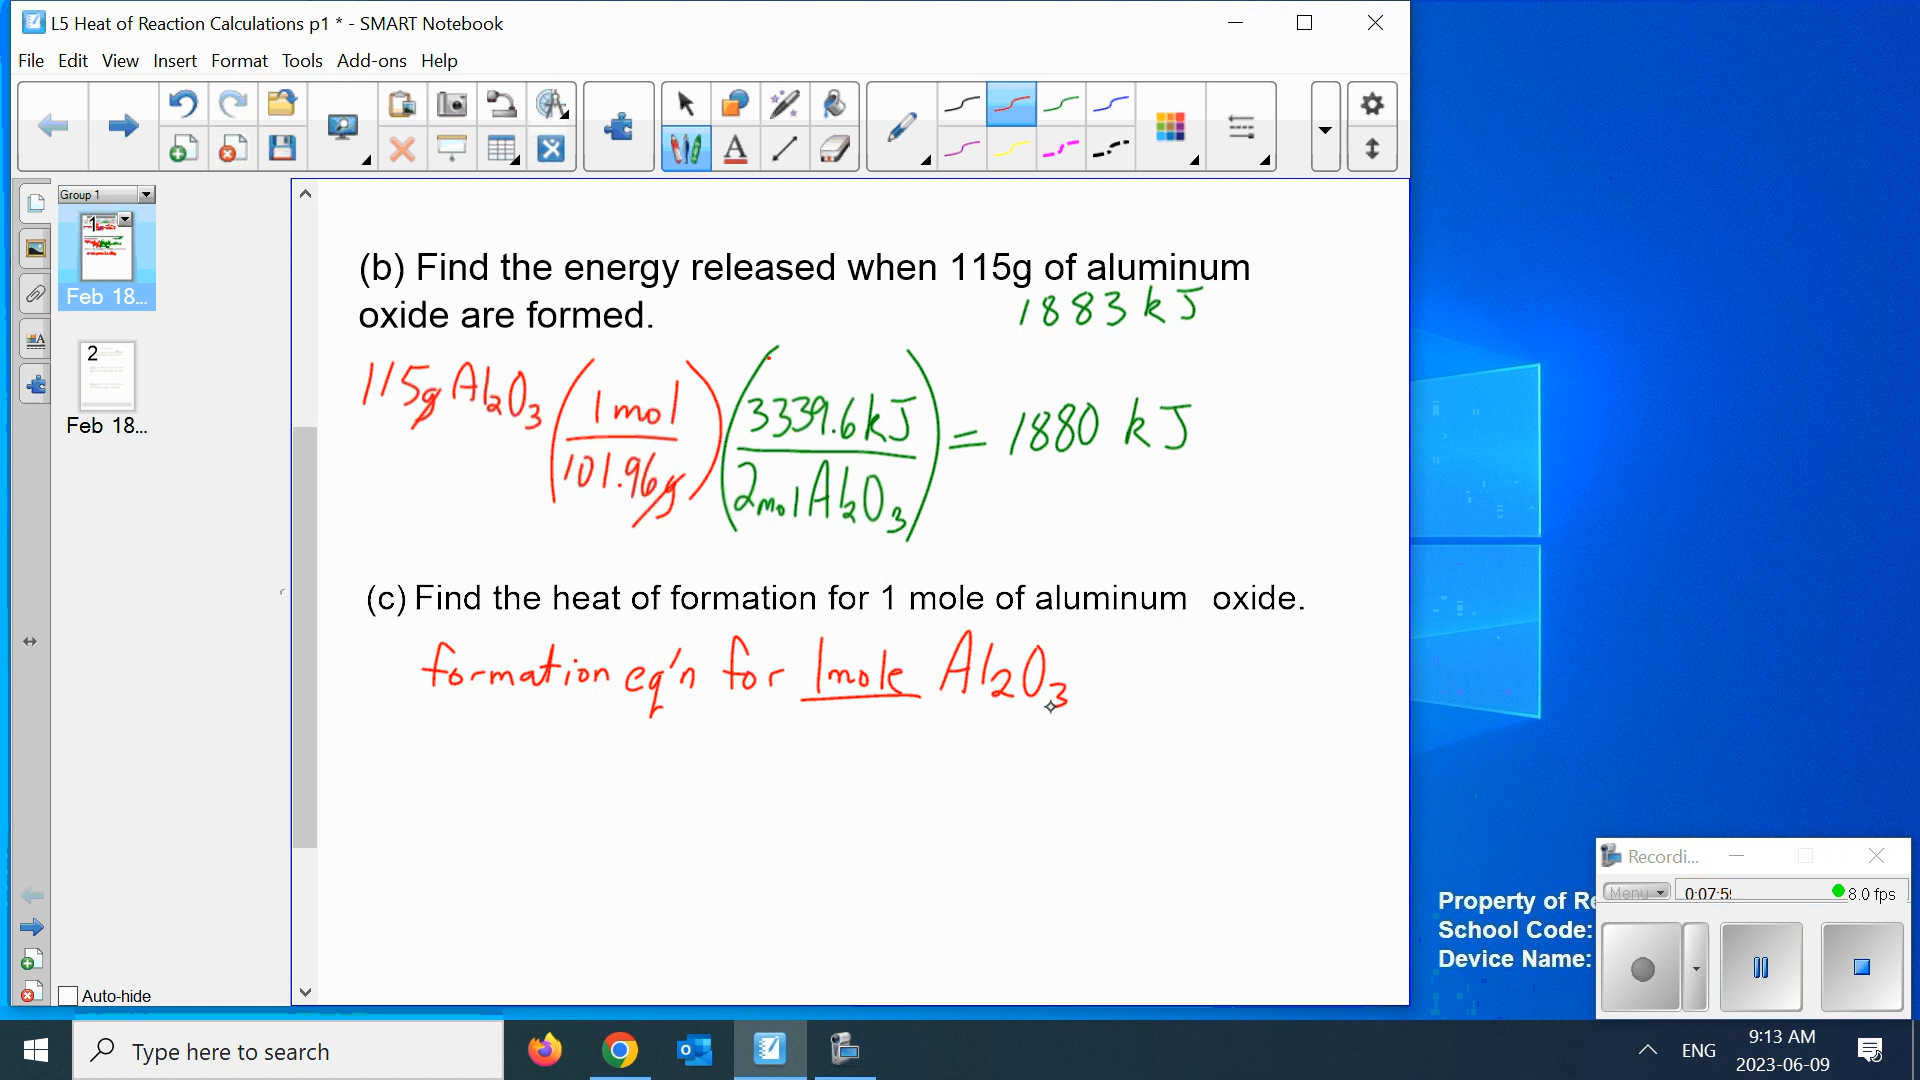 L5 Heat of Reaction Calculations p1 * - SMART Notebook
File Edit View Insert Format Tools Add-ons Help
Group 1
1
Feb 18...
2
Feb 18...
Auto-hide
(b) Find the energy released when 115g of aluminum
oxide are formed.
1883 kJ
115g Al₂O₃ (1mol / 101.96g) (3339.6kJ / 2mol Al₂O₃) = 1880 kJ
(c) Find the heat of formation for 1 mole of aluminum oxide.
formation eq'n for 1mole Al₂O₃
Property of Re
School Code:
Device Name:
Recordi...
Menu
0:07:5
8.0 fps
Type here to search
ENG
9:13 AM
2023-06-09